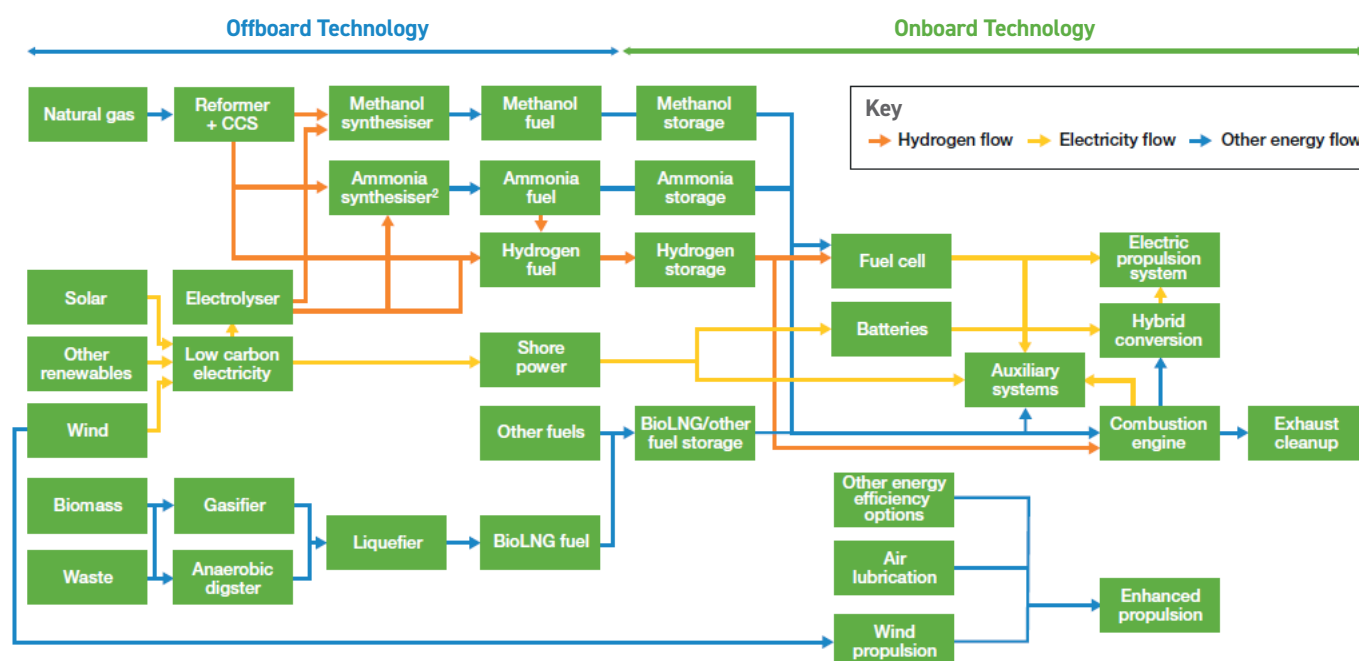 Offboard Technology
Onboard Technology
Natural gas
Reformer
+ CCS
Methanol
synthesiser
Methanol
fuel
Methanol
storage
Key
Hydrogen flow
Electricity flow
Other energy flow
Ammonia
synthesiser²
Ammonia
fuel
Ammonia
storage
Hydrogen
fuel
Hydrogen
storage
Fuel cell
Electric
propulsion
system
Solar
Electrolyser
Batteries
Hybrid
conversion
Other
renewables
Low carbon
electricity
Shore
power
Auxiliary
systems
Wind
Other fuels
BioLNG/other
fuel storage
Combustion
engine
Exhaust
cleanup
Biomass
Gasifier
Other energy
efficiency
options
Liquefier
BioLNG fuel
Waste
Anaerobic
digster
Air
lubrication
Enhanced
propulsion
Wind
propulsion